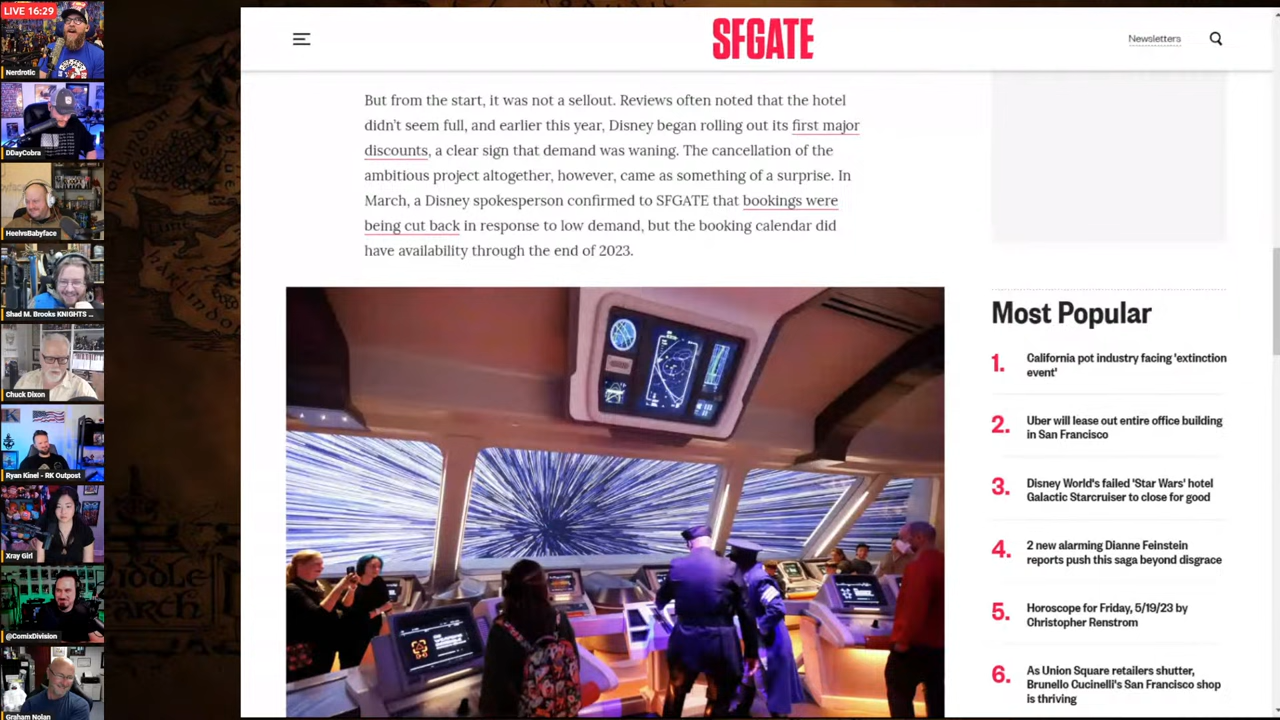 LIVE 16:29
Nerdrotic
DDayCobra
HeelvsBabyface
Shad M. Brooks KNIGHTS ...
Chuck Dixon
Ryan Kinel - RK Outpost
Xray Girl
@ComixDivision
Graham Nolan
SFGATE
Newsletters
But from the start, it was not a sellout. Reviews often noted that the hotel
didn't seem full, and earlier this year, Disney began rolling out its first major
discounts, a clear sign that demand was waning. The cancellation of the
ambitious project altogether, however, came as something of a surprise. In
March, a Disney spokesperson confirmed to SFGATE that bookings were
being cut back in response to low demand, but the booking calendar did
have availability through the end of 2023.
Most Popular
1. California pot industry facing 'extinction
event'
2. Uber will lease out entire office building
in San Francisco
3. Disney World's failed 'Star Wars' hotel
Galactic Starcruiser to close for good
4. 2 new alarming Dianne Feinstein
reports push this saga beyond disgrace
5. Horoscope for Friday, 5/19/23 by
Christopher Renstrom
6. As Union Square retailers shutter,
Brunello Cucinelli's San Francisco shop
is thriving